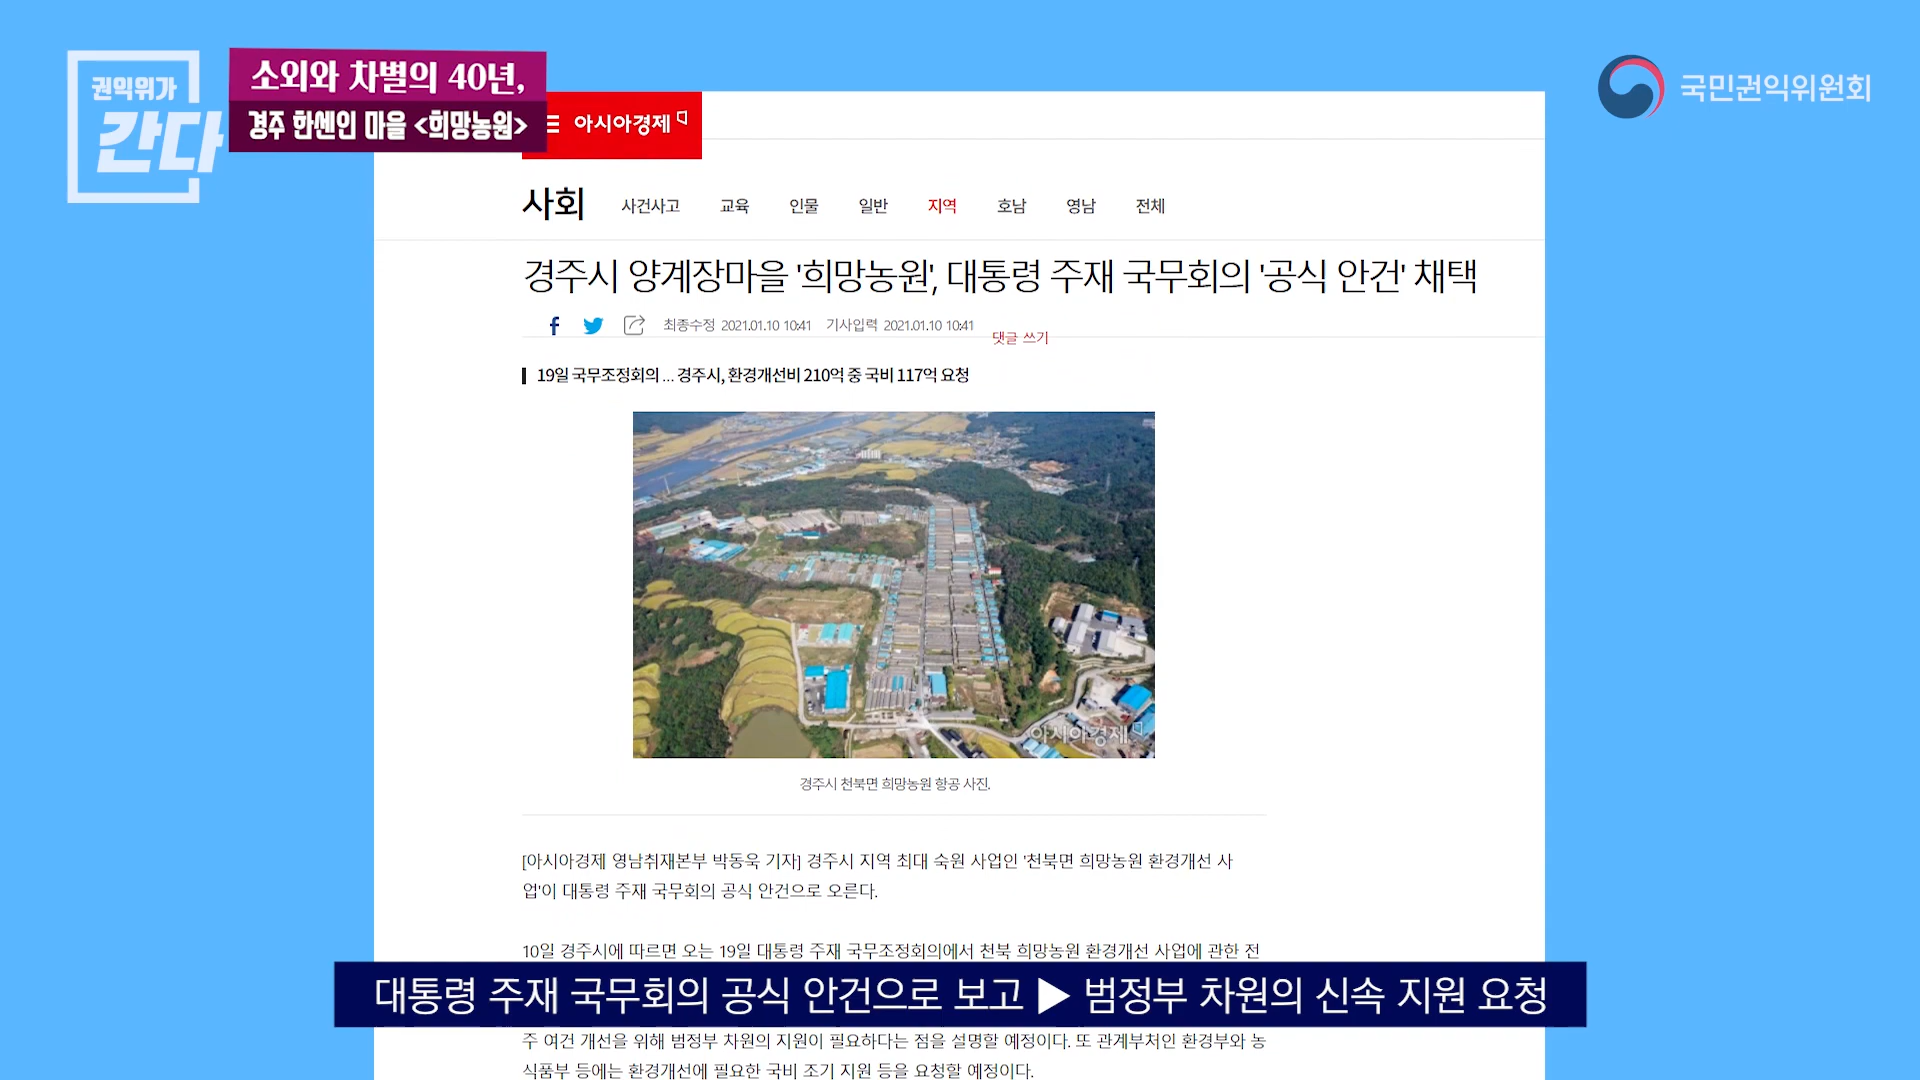 권익위가
간다
소외와 차별의 40년,
경주 한센인 마을 <희망농원>
국민권익위원회
아시아경제
사회 사건사고 교육 인물 일반 지역 호남 영남 전체
경주시 양계장마을 '희망농원', 대통령 주재 국무회의 '공식 안건' 채택
최종수정 2021.01.10 10:41 기사입력 2021.01.10 10:41
댓글 쓰기
19일 국무조정회의 ... 경주시, 환경개선비 210억 중 국비 117억 요청
아시아경제
경주시 천북면 희망농원 항공 사진.
[아시아경제 영남취재본부 박동욱 기자] 경주시 지역 최대 숙원 사업인 '천북면 희망농원 환경개선 사
업'이 대통령 주재 국무회의 공식 안건으로 오른다.
10일 경주시에 따르면 오는 19일 대통령 주재 국무조정회의에서 천북 희망농원 환경개선 사업에 관한 전
대통령 주재 국무회의 공식 안건으로 보고 ▶ 범정부 차원의 신속 지원 요청
주 여건 개선을 위해 범정부 차원의 지원이 필요하다는 점을 설명할 예정이다. 또 관계부처인 환경부와 농
식품부 등에는 환경개선에 필요한 국비 조기 지원 등을 요청할 예정이다.